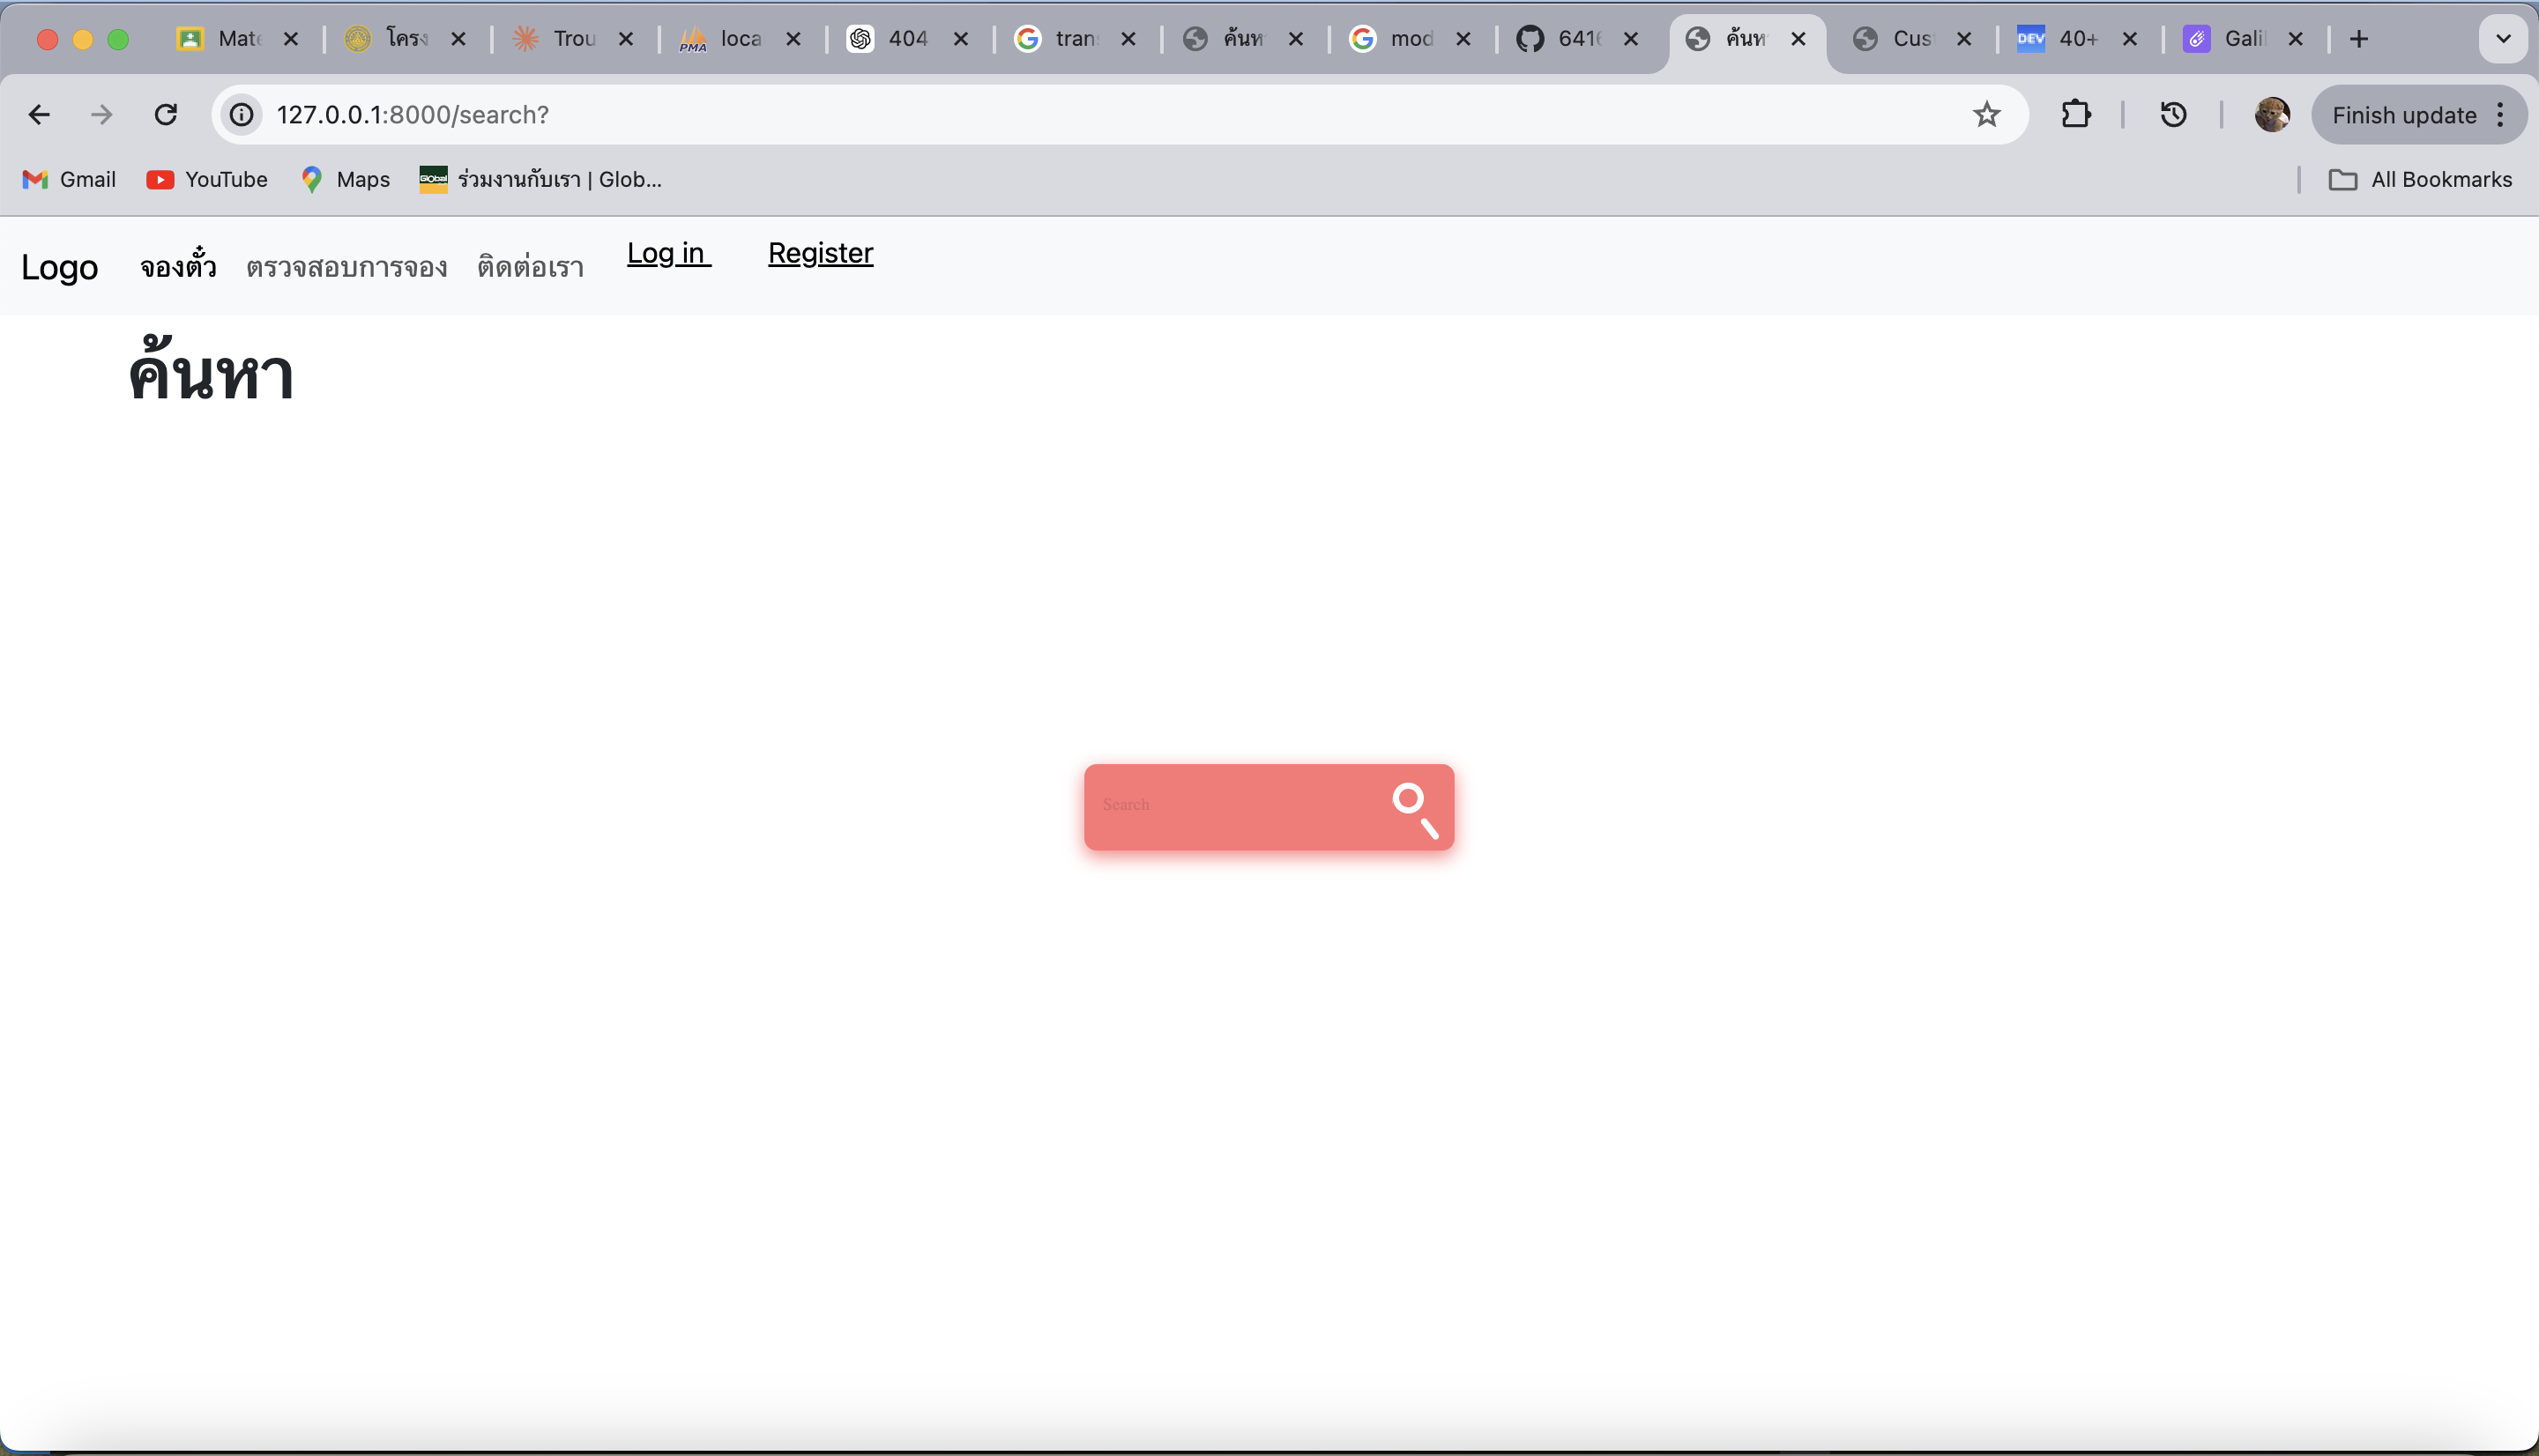 Mate
โครง
Trou
loca
404
tran
ค้นห
mod
6416
ค้นห
Cus
40+
Gali
127.0.0.1:8000/search?
Finish update
Gmail
YouTube
Maps
ร่วมงานกับเรา | Glob...
All Bookmarks
Logo
จองตั๋ว
ตรวจสอบการจอง
ติดต่อเรา
Log in
Register
ค้นหา
Search